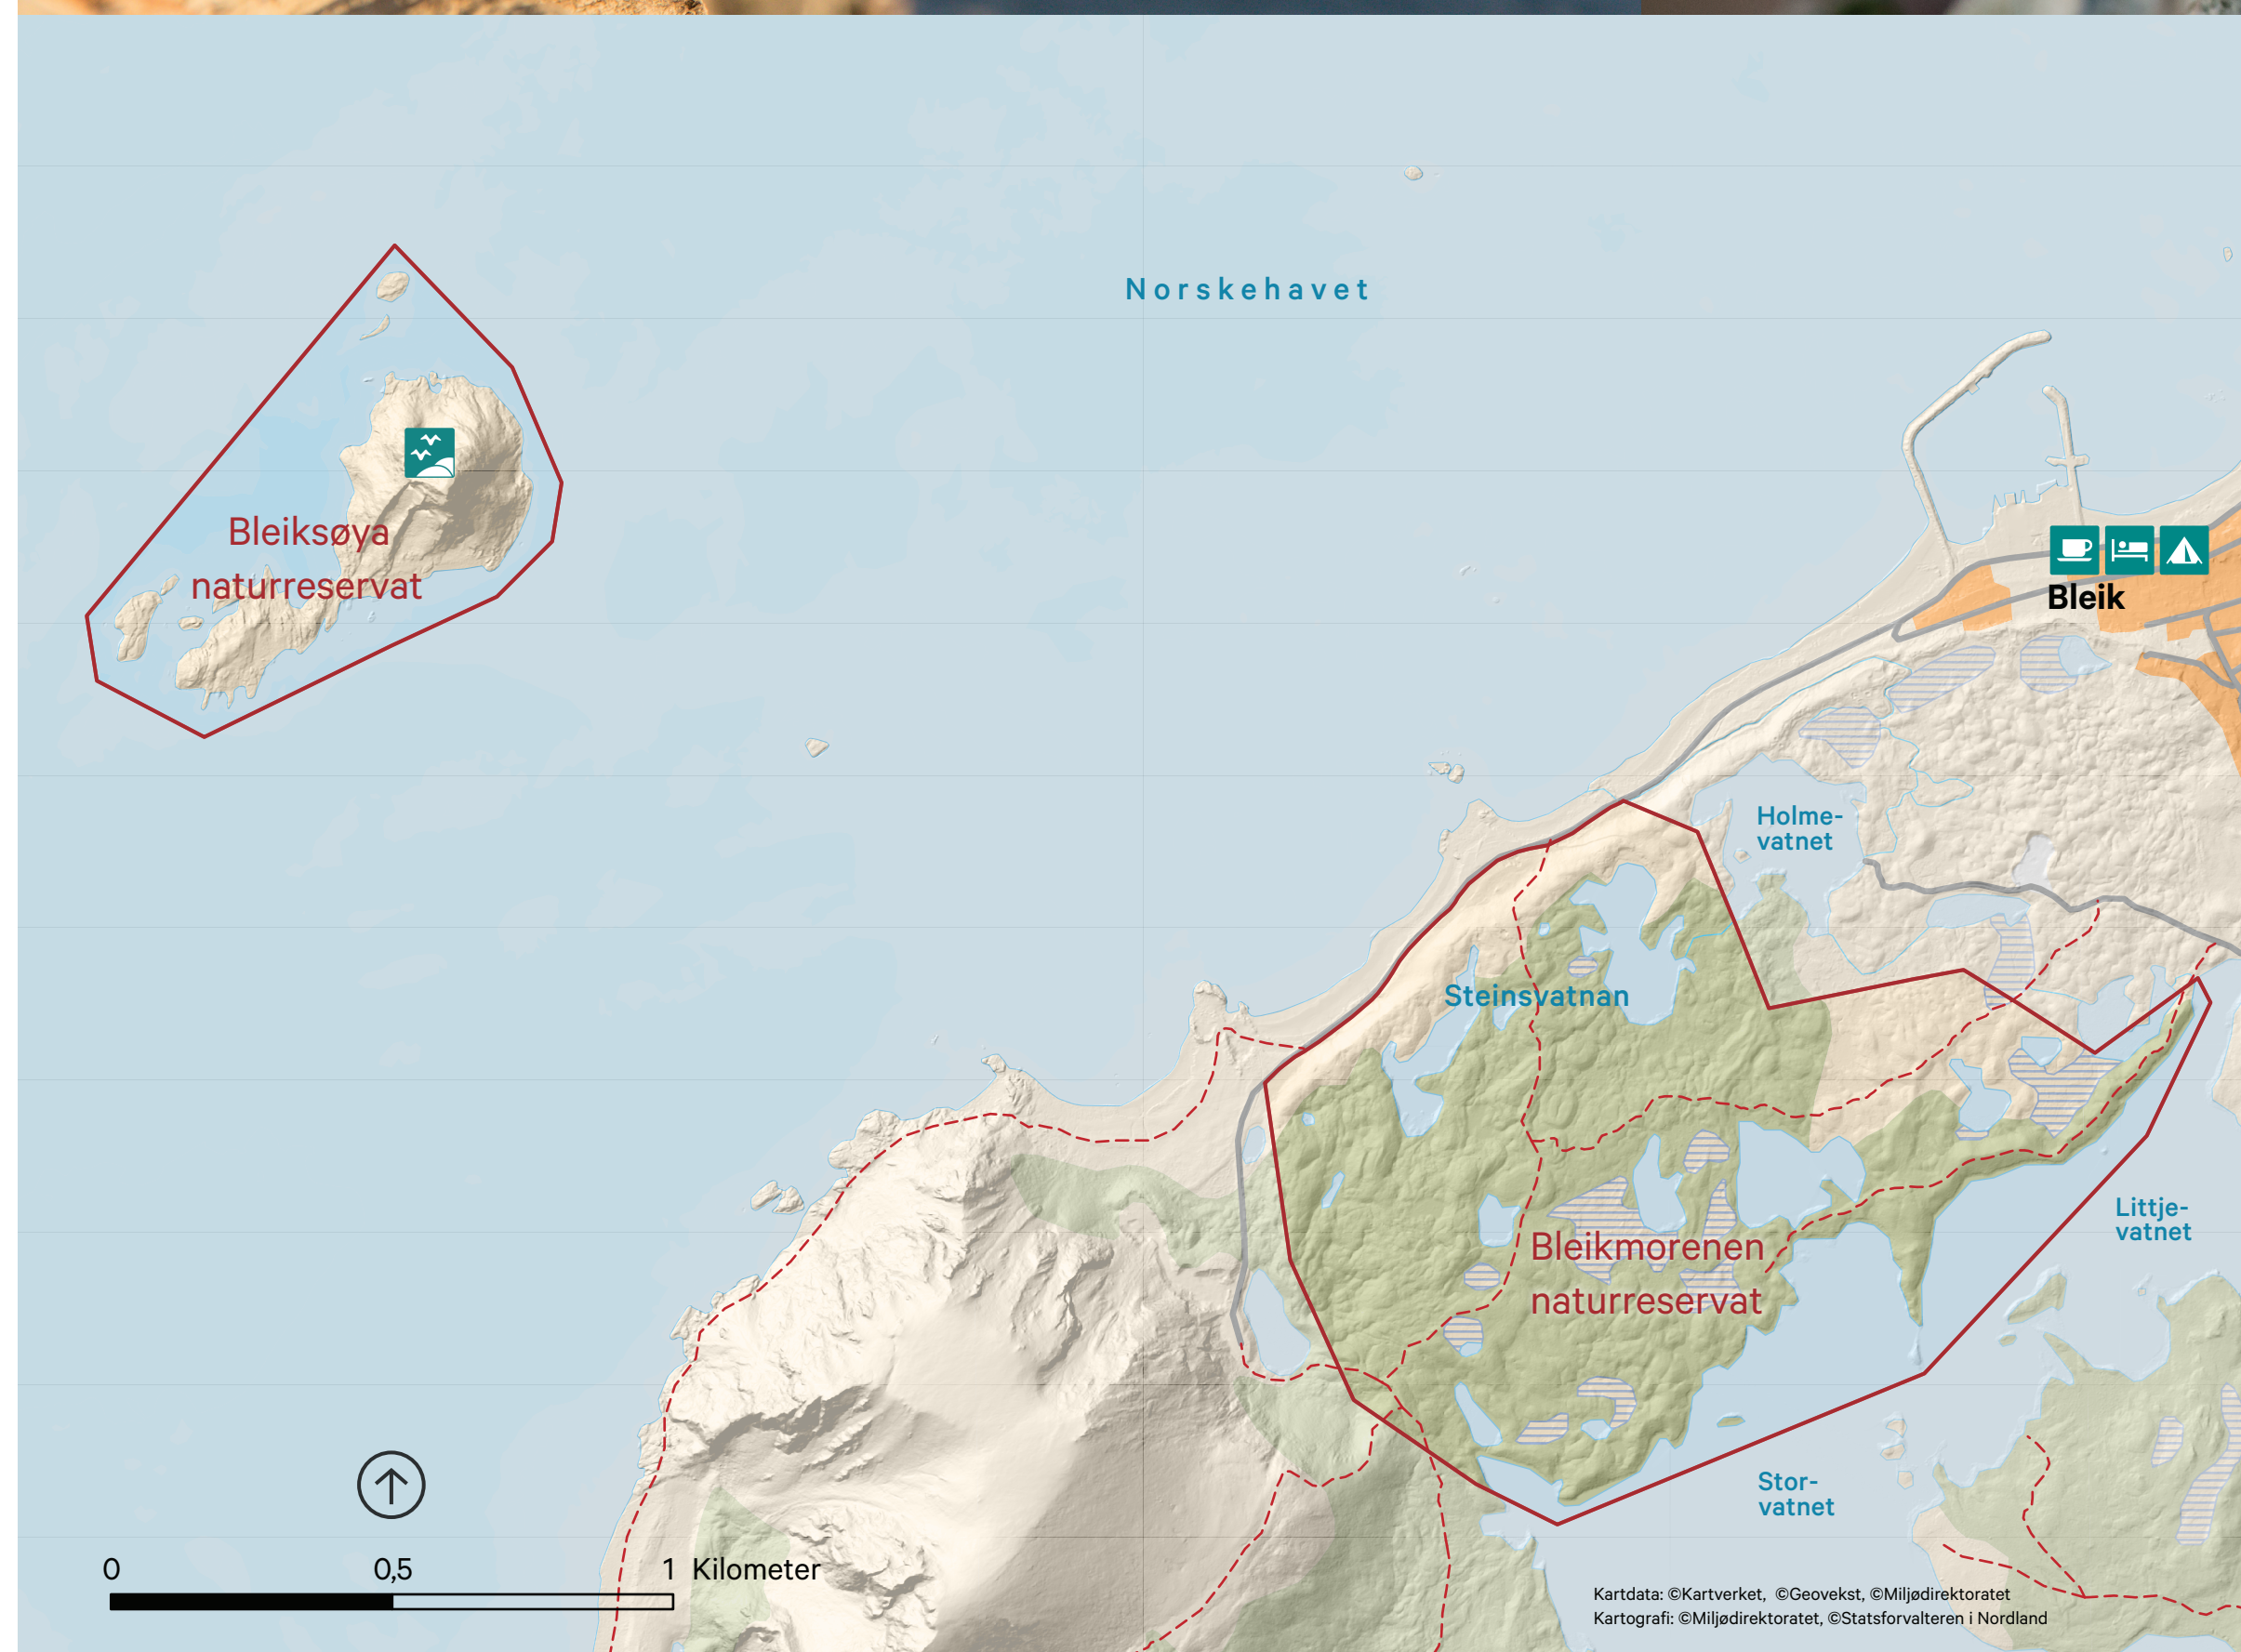 Norskehavet
Bleiksøya
naturreservat
Bleik
Holme-
vatnet
Steinsvatnan
Littje-
vatnet
Bleikmorenen
naturreservat
Stor-
vatnet
0 0,5 1 Kilometer
Kartdata: ©Kartverket, ©Geovekst, ©Miljødirektoratet
Kartografi: ©Miljødirektoratet, ©Statsforvalteren i Nordland